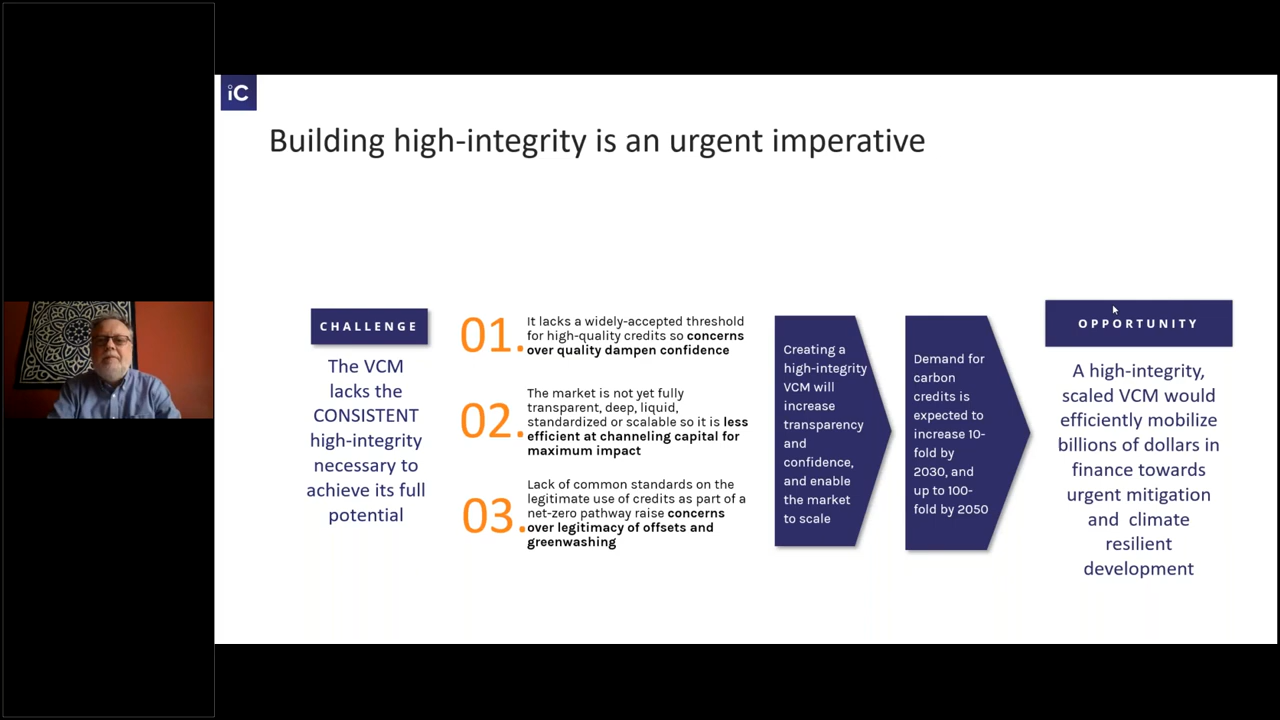 iC
Building high-integrity is an urgent imperative
CHALLENGE
The VCM
lacks the
CONSISTENT
high-integrity
necessary to
achieve its full
potential
01.
It lacks a widely-accepted threshold
for high-quality credits so concerns
over quality dampen confidence
02.
The market is not yet fully
transparent, deep, liquid,
standardized or scalable so it is less
efficient at channeling capital for
maximum impact
03.
Lack of common standards on the
legitimate use of credits as part of a
net-zero pathway raise concerns
over legitimacy of offsets and
greenwashing
Creating a
high-integrity
VCM will
increase
transparency
and
confidence,
and enable
the market
to scale
Demand for
carbon
credits is
expected to
increase 10-
fold by
2030, and
up to 100-
fold by 2050
OPPORTUNITY
A high-integrity,
scaled VCM would
efficiently mobilize
billions of dollars in
finance towards
urgent mitigation
and climate
resilient
development